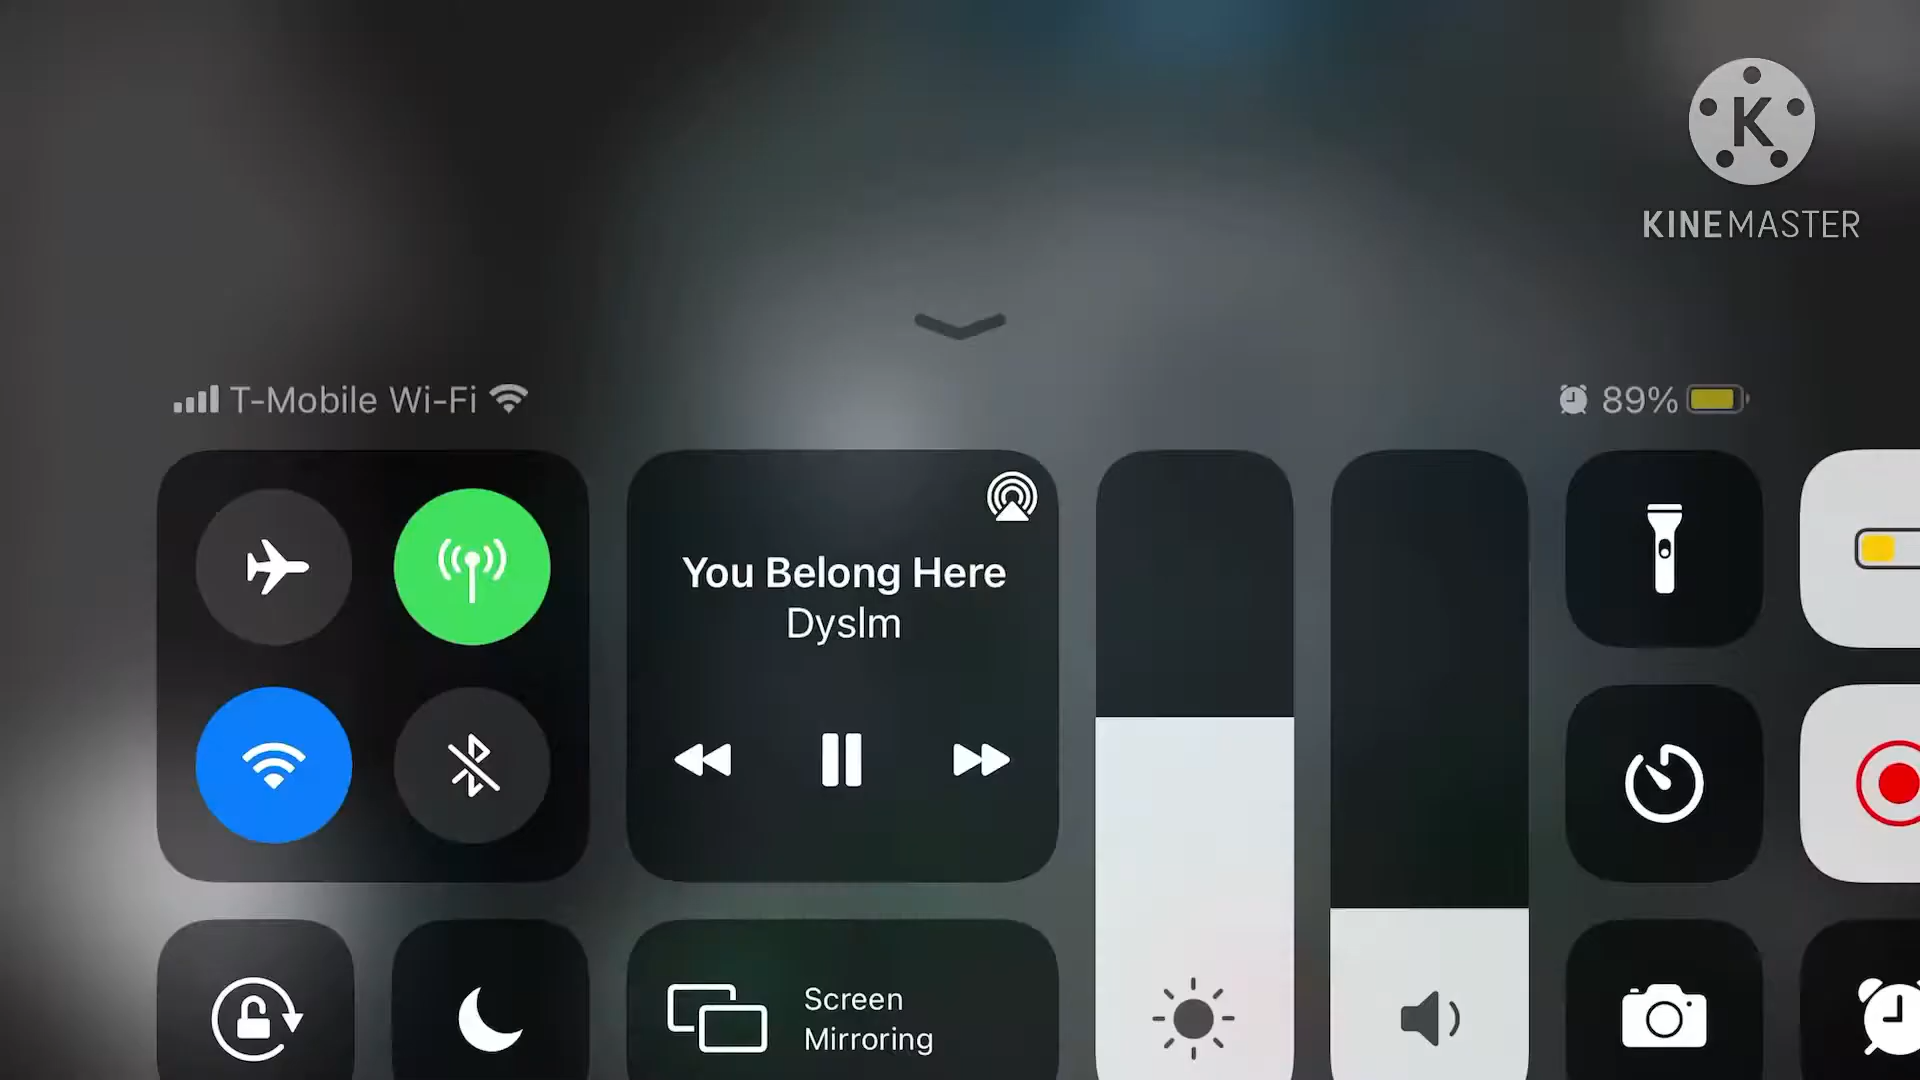 K
KINEMASTER
T-Mobile Wi-Fi
89%
You Belong Here
Dyslm
Screen
Mirroring